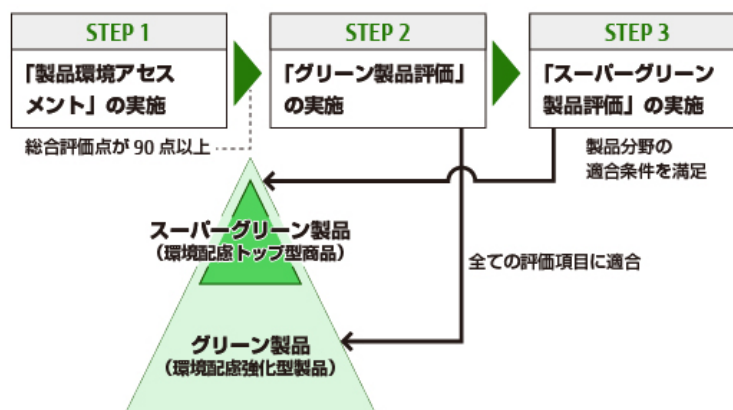 STEP 1
「製品環境アセス
メント」の実施
STEP 2
「グリーン製品評価」
の実施
STEP 3
「スーパーグリーン
製品評価」の実施
総合評価点が 90 点以上
製品分野の
適合条件を満足
スーパーグリーン製品
（環境配慮トップ型商品）
全ての評価項目に適合
グリーン製品
（環境配慮強化型製品）